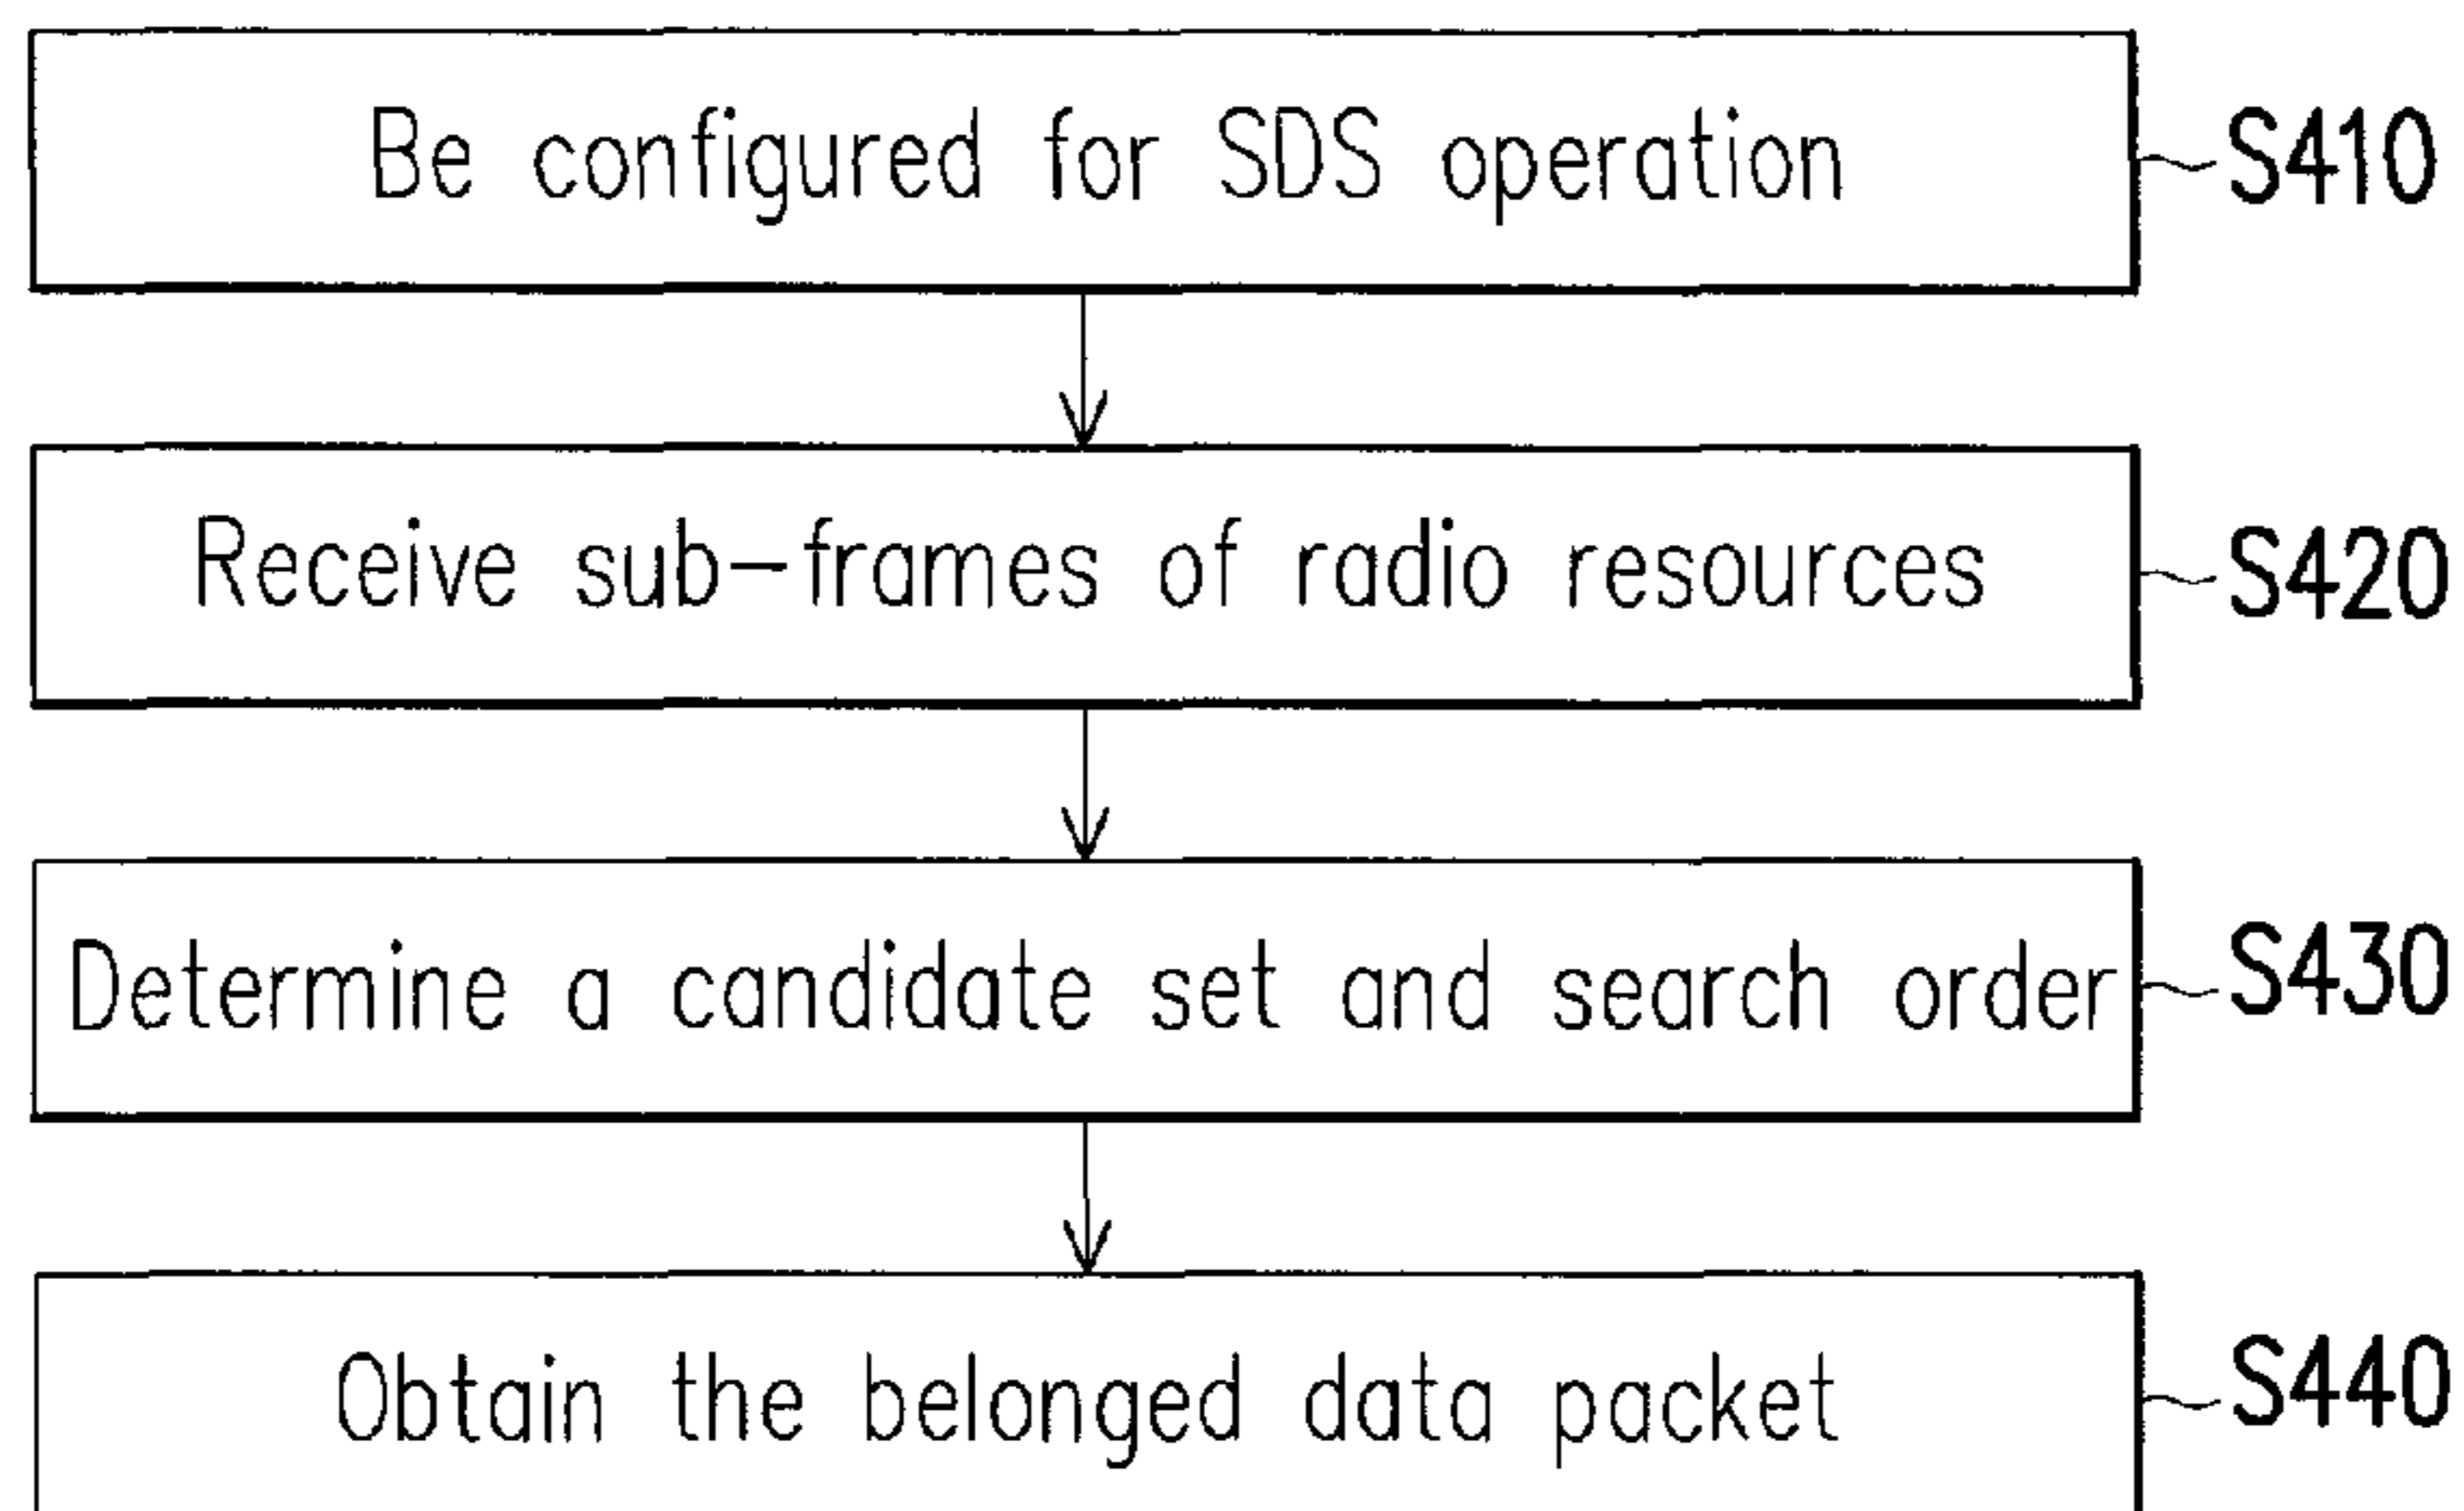 Be configured for SDS operation S410
Receive sub-frames of radio resources S420
Determine a candidate set and search order S430
Obtain the belonged data packet S440